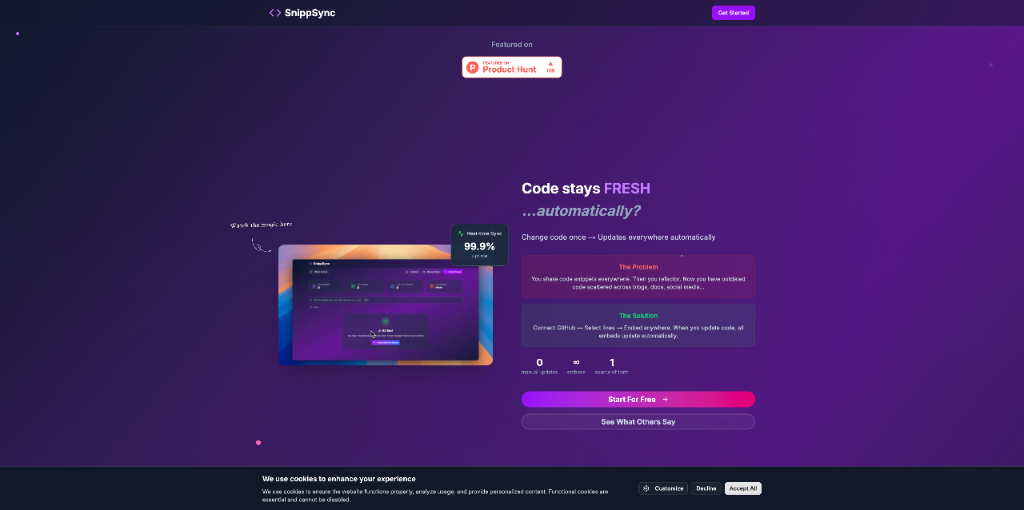 SnippSync
Get Started
Featured on
FEATURED ON
Product Hunt
Code stays FRESH
...automatically?
Change code once → Updates everywhere automatically
Watch the magic here
Real-time Sync
99.9%
uptime
The Problem
You share code snippets everywhere. Then you refactor. Now you have outdated
code scattered across blogs, docs, social media...
The Solution
Connect GitHub → Select lines → Embed anywhere. When you update code, all
embeds update automatically.
0
manual updates
∞
embeds
1
source of truth
Start For Free →
See What Others Say
SnippSync
We use cookies to enhance your experience
We use cookies to ensure the website functions properly, analyze usage, and provide personalized content. Functional cookies are
essential and cannot be disabled.
Customize
Decline
Accept All